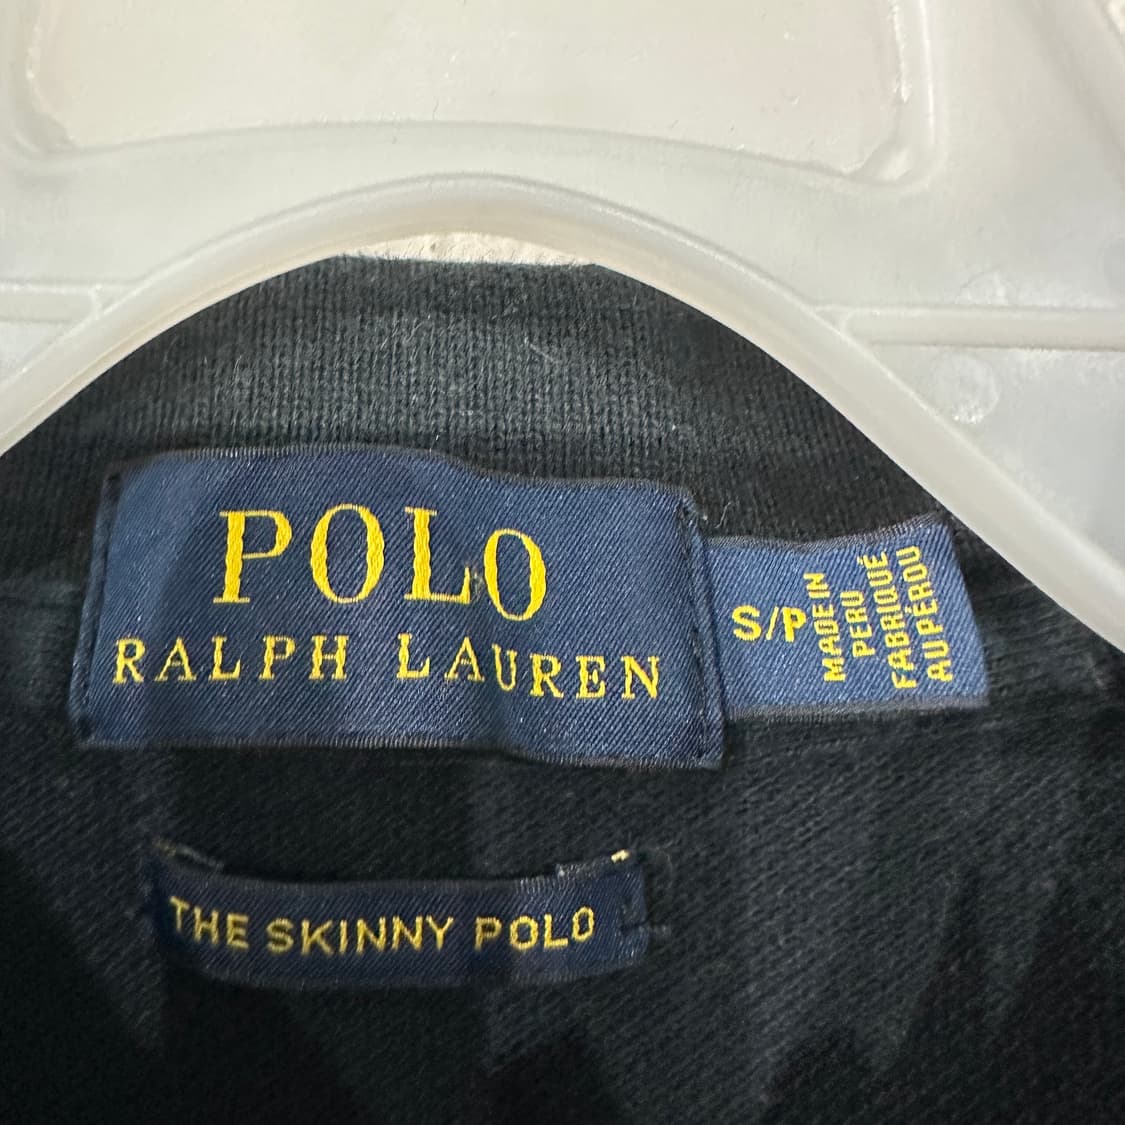 POLO
RALPH LAUREN
S/P
MADE IN
PERU
FABRIQUÉ
AU PÉROU
THE SKINNY POLO